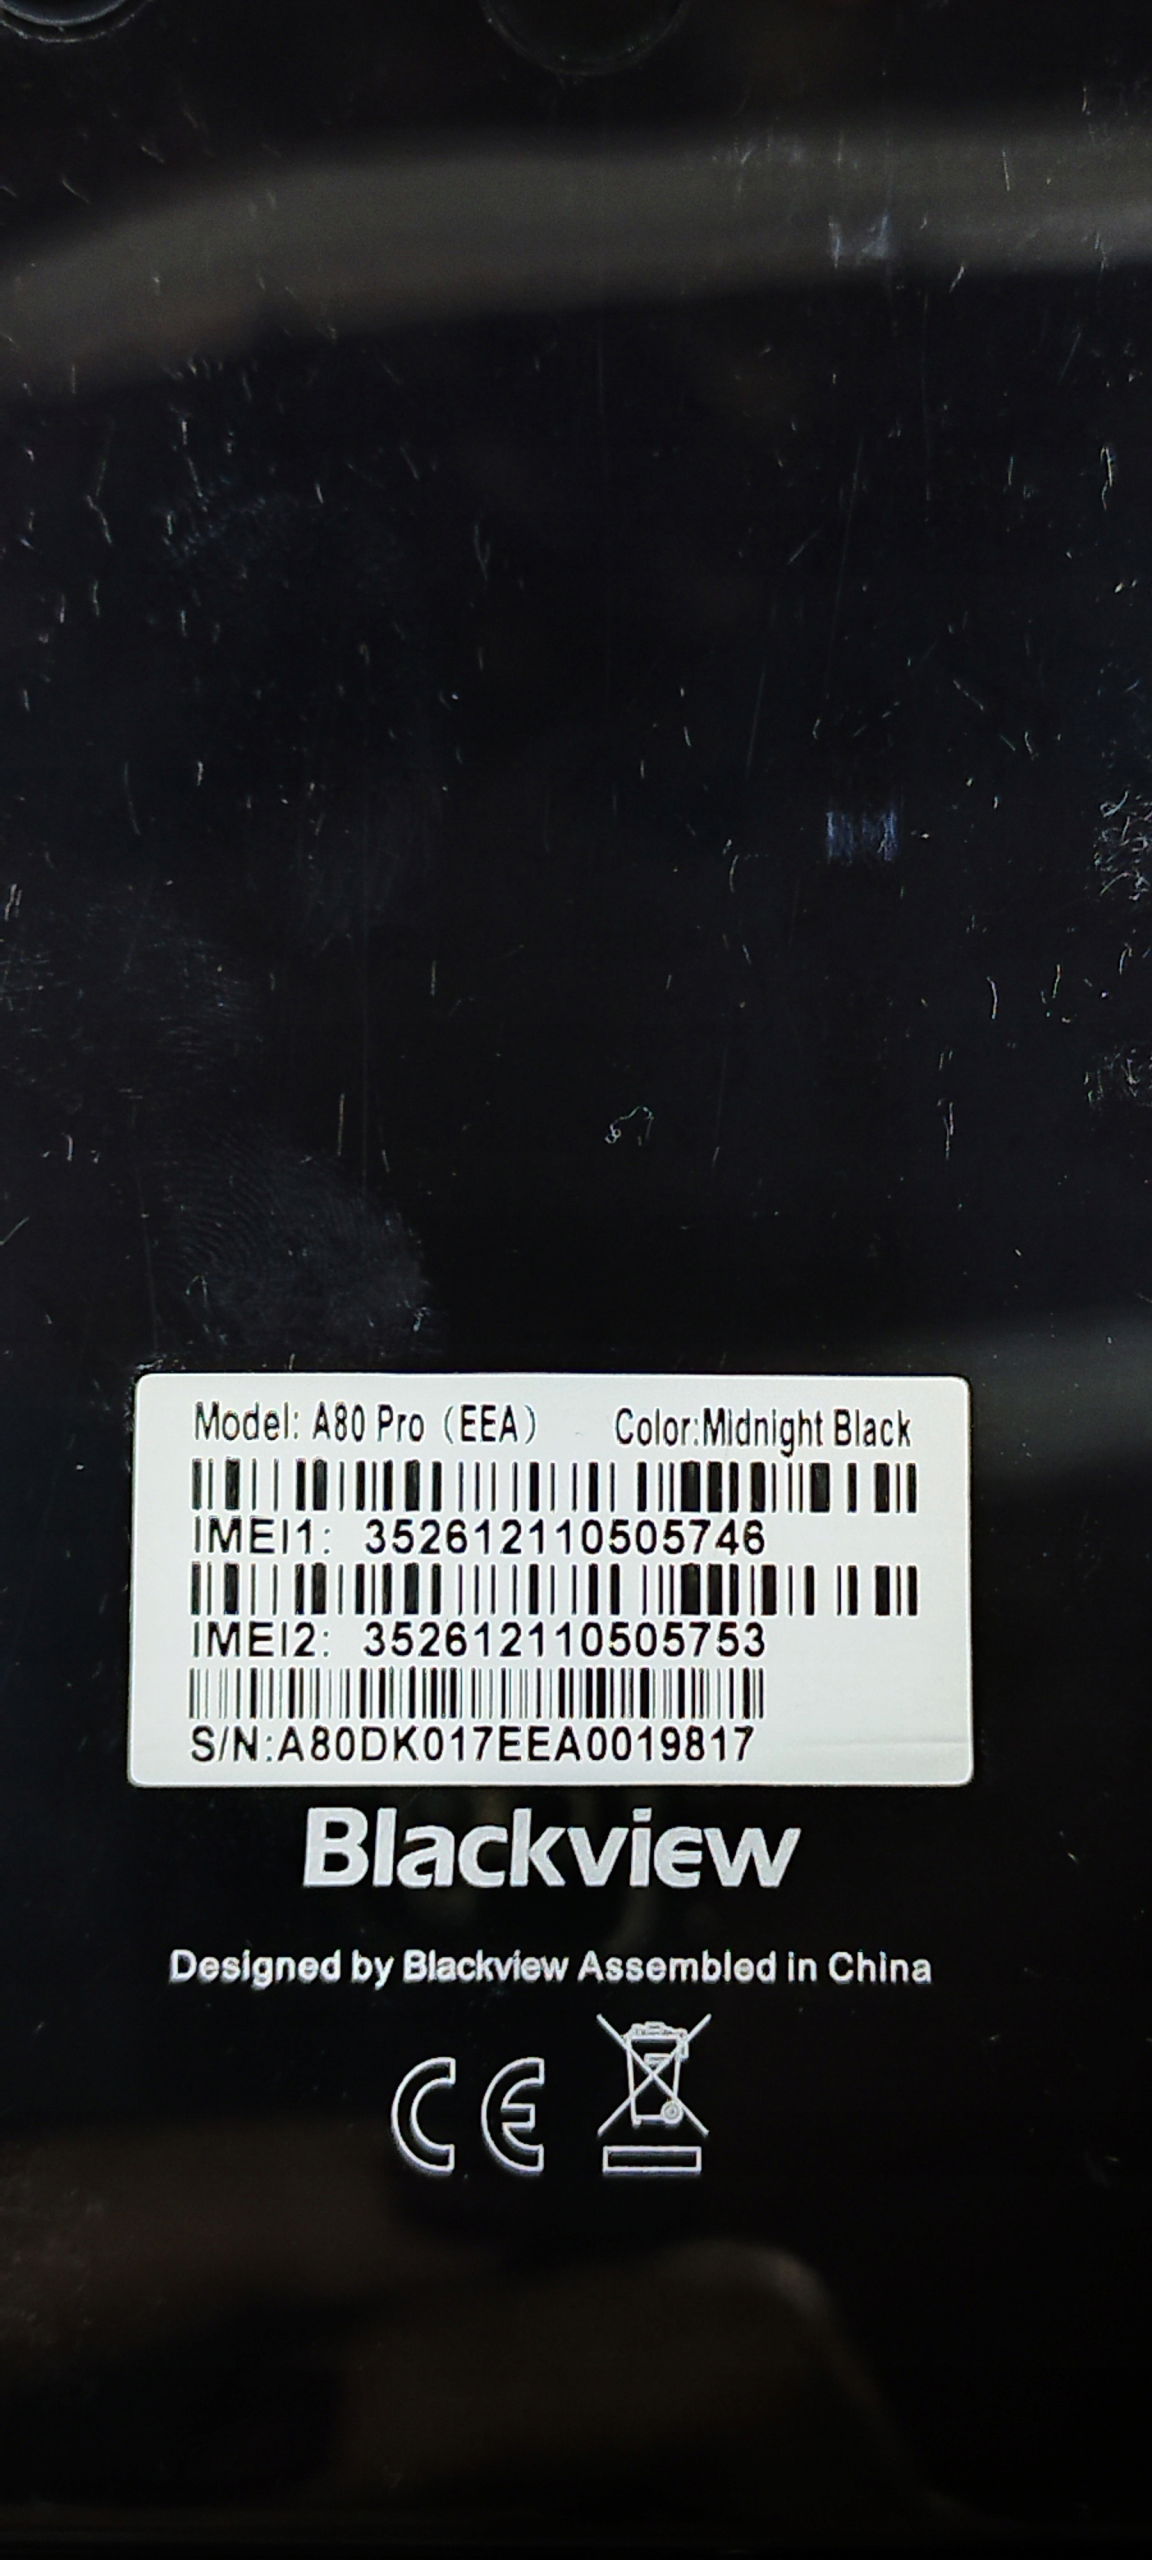 Model: A80 Pro (EEA) Color:Midnight Black
IMEI1: 352612110505746
IMEI2: 352612110505753
S/N:A80DK017EEA0019817
Blackview
Designed by Blackview Assembled in China
CE